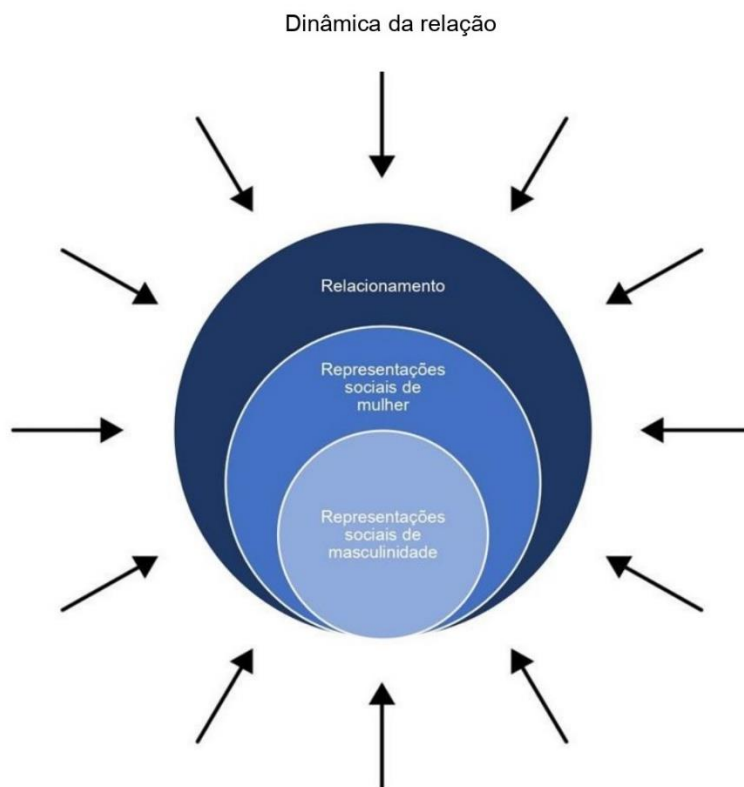 Dinâmica da relação
Relacionamento
Representações
sociais de
mulher
Representações
sociais de
masculinidade